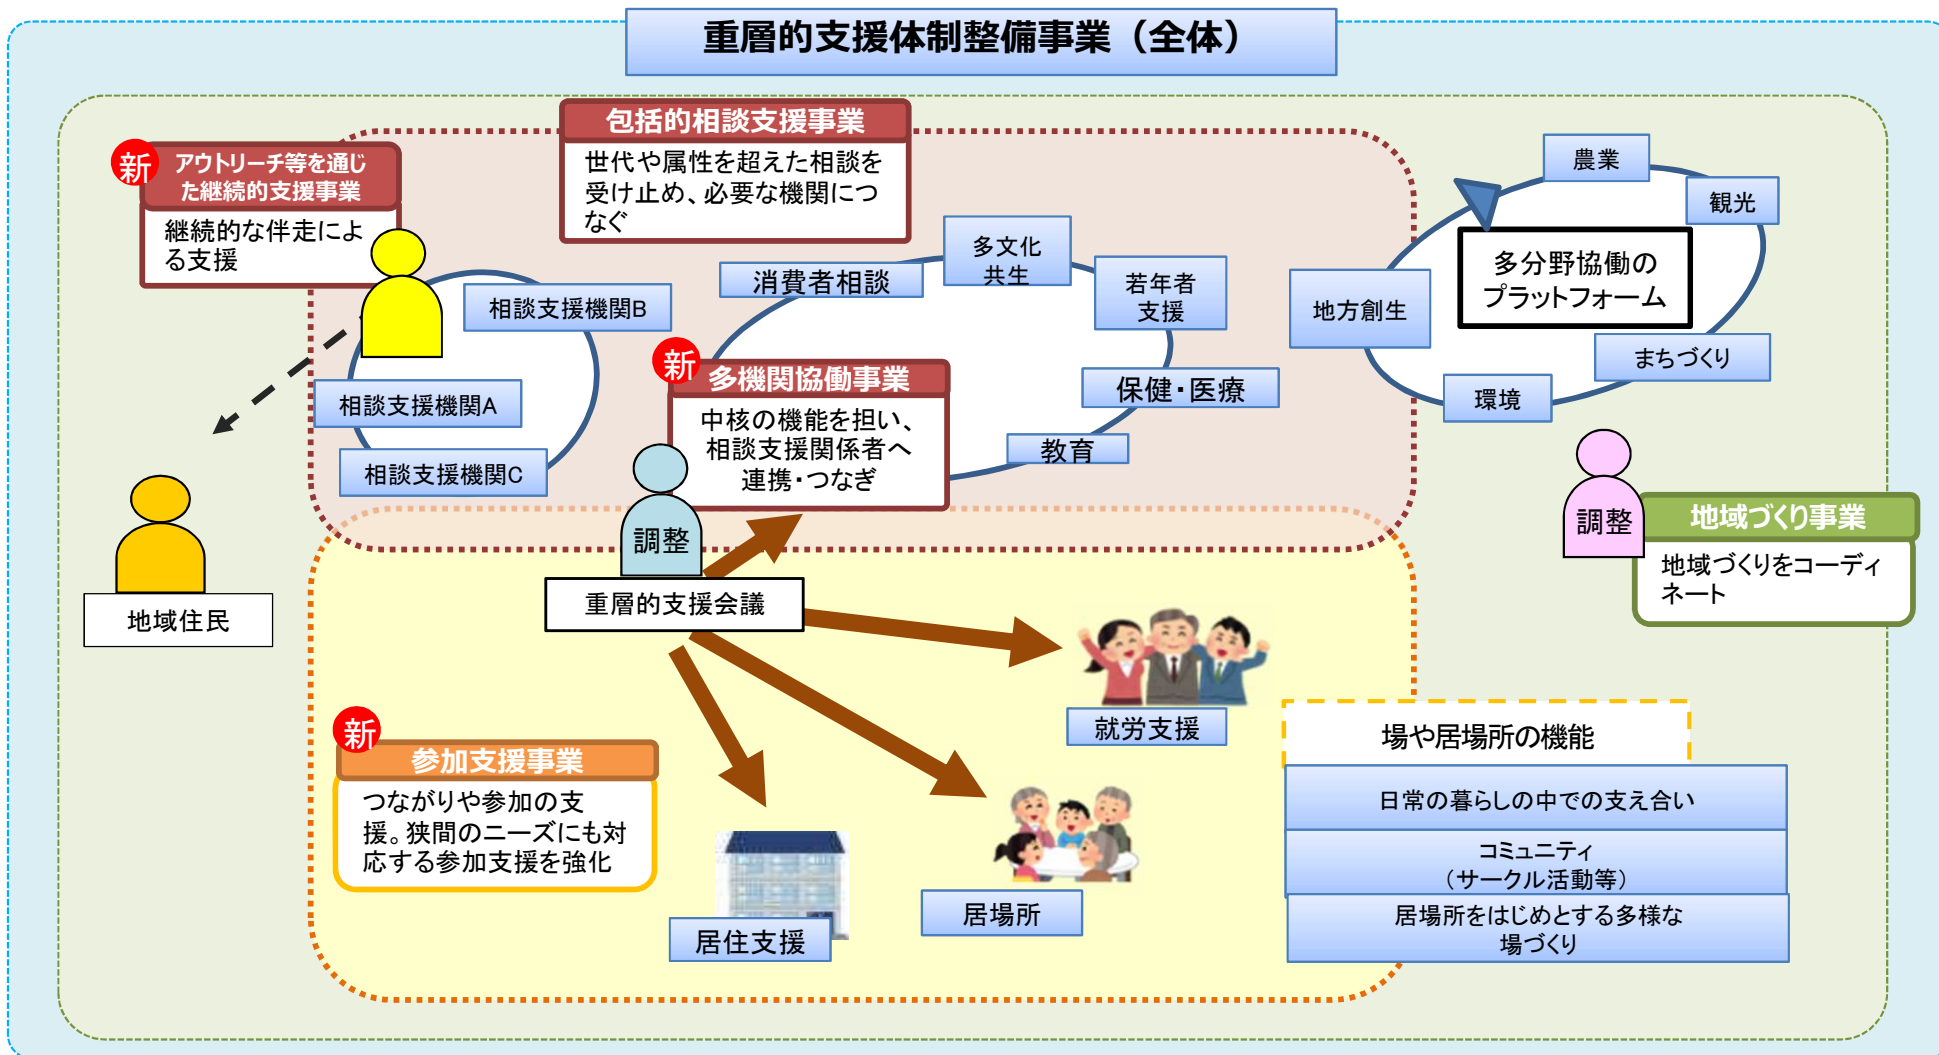 重層的支援体制整備事業（全体）
包括的相談支援事業
世代や属性を超えた相談を
受け止め、必要な機関につ
なぐ
新
アウトリーチ等を通じ
た継続的支援事業
継続的な伴走によ
る支援
相談支援機関B
相談支援機関A
相談支援機関C
消費者相談
多文化
共生
若年者
支援
保健・医療
教育
新
多機関協働事業
中核の機能を担い、
相談支援関係者へ
連携・つなぎ
農業
観光
地方創生
多分野協働の
プラットフォーム
まちづくり
環境
調整
重層的支援会議
地域住民
調整
地域づくり事業
地域づくりをコーディ
ネート
新
参加支援事業
つながりや参加の支
援。狭間のニーズにも対
応する参加支援を強化
就労支援
居場所
居住支援
場や居場所の機能
日常の暮らしの中での支え合い
コミュニティ
（サークル活動等）
居場所をはじめとする多様な
場づくり